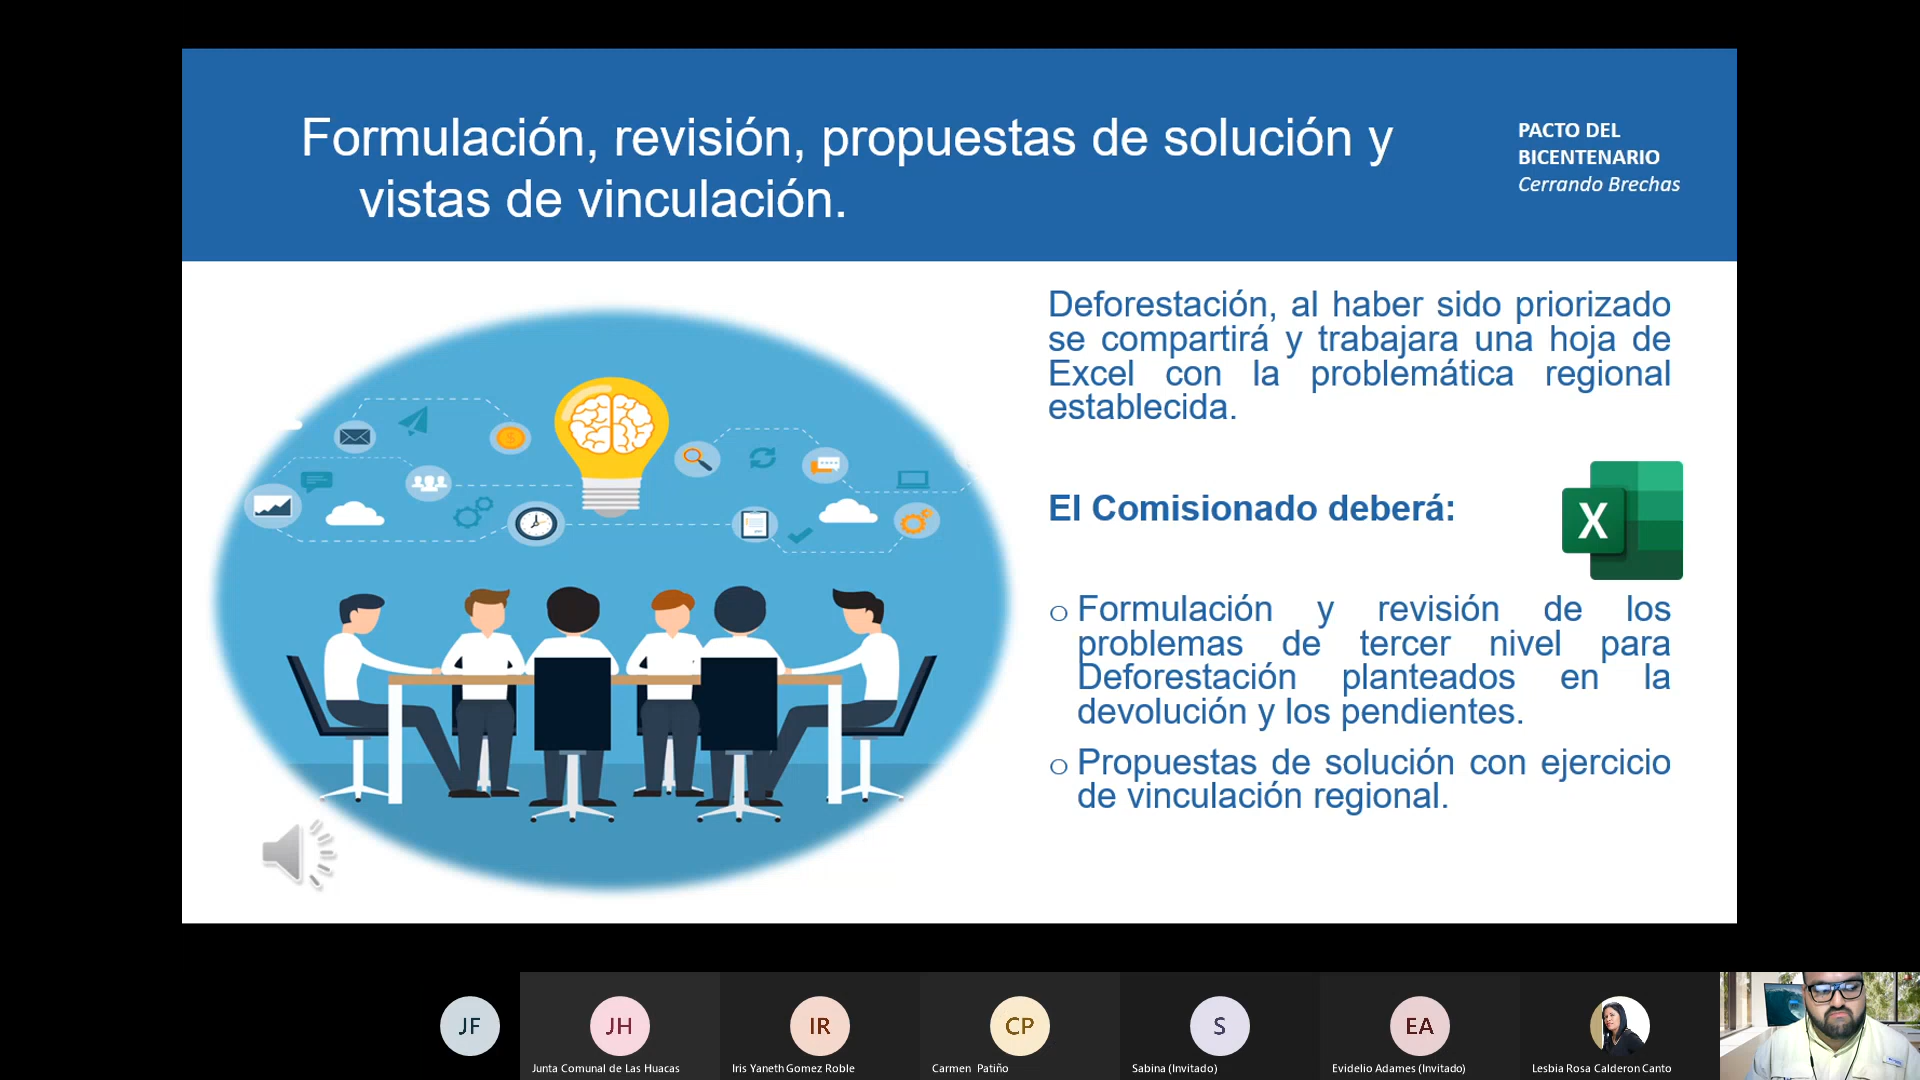 Formulación, revisión, propuestas de solución y
vistas de vinculación.
PACTO DEL
BICENTENARIO
Cerrando Brechas
Deforestación, al haber sido priorizado
se compartirá y trabajara una hoja de
Excel con la problemática regional
establecida.
El Comisionado deberá:
X
o Formulación y revisión de los
problemas de tercer nivel para
Deforestación planteados en la
devolución y los pendientes.
o Propuestas de solución con ejercicio
de vinculación regional.
JF
JH
IR
CP
S
EA
Junta Comunal de Las Huacas
Iris Yaneth Gomez Roble
Carmen Patiño
Sabina (Invitado)
Evidelio Adames (Invitado)
Lesbia Rosa Calderon Canto